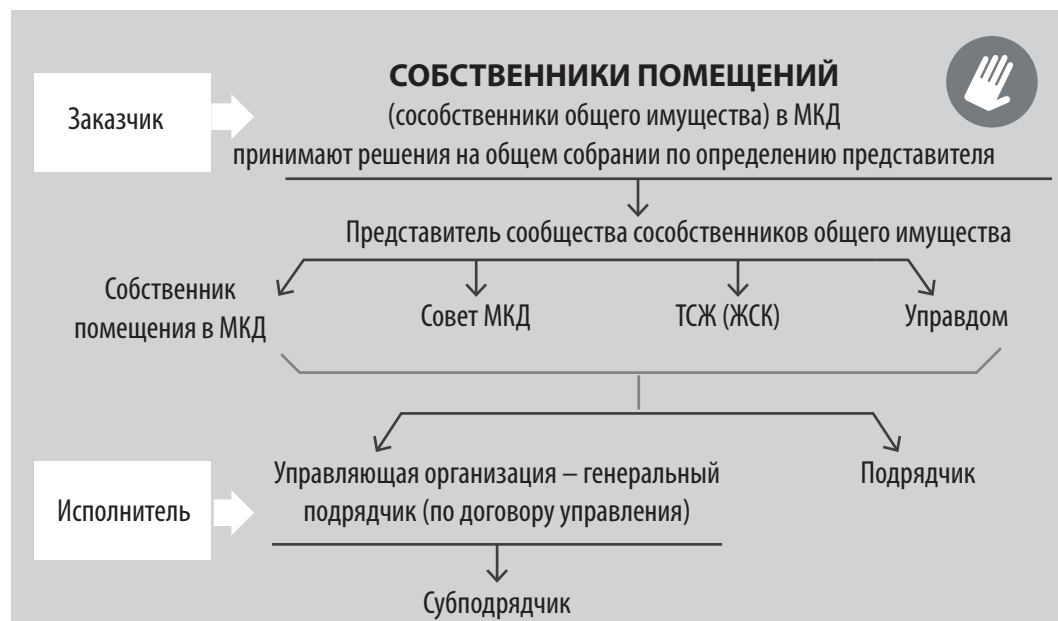 СОБСТВЕННИКИ ПОМЕЩЕНИЙ
Заказчик
(сособственники общего имущества) в МКД
принимают решения на общем собрании по определению представителя
Представитель сообщества сособственников общего имущества
Собственник
помещения в МКД
Совет МКД
ТСЖ (ЖСК)
Управдом
Управляющая организация – генеральный
подрядчик (по договору управления)
Подрядчик
Исполнитель
Субподрядчик